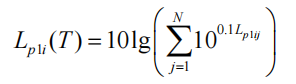 L_{p1i}(T) = 10lg(∑_{j=1}^{N} 10^{0.1L_{p1ij}})